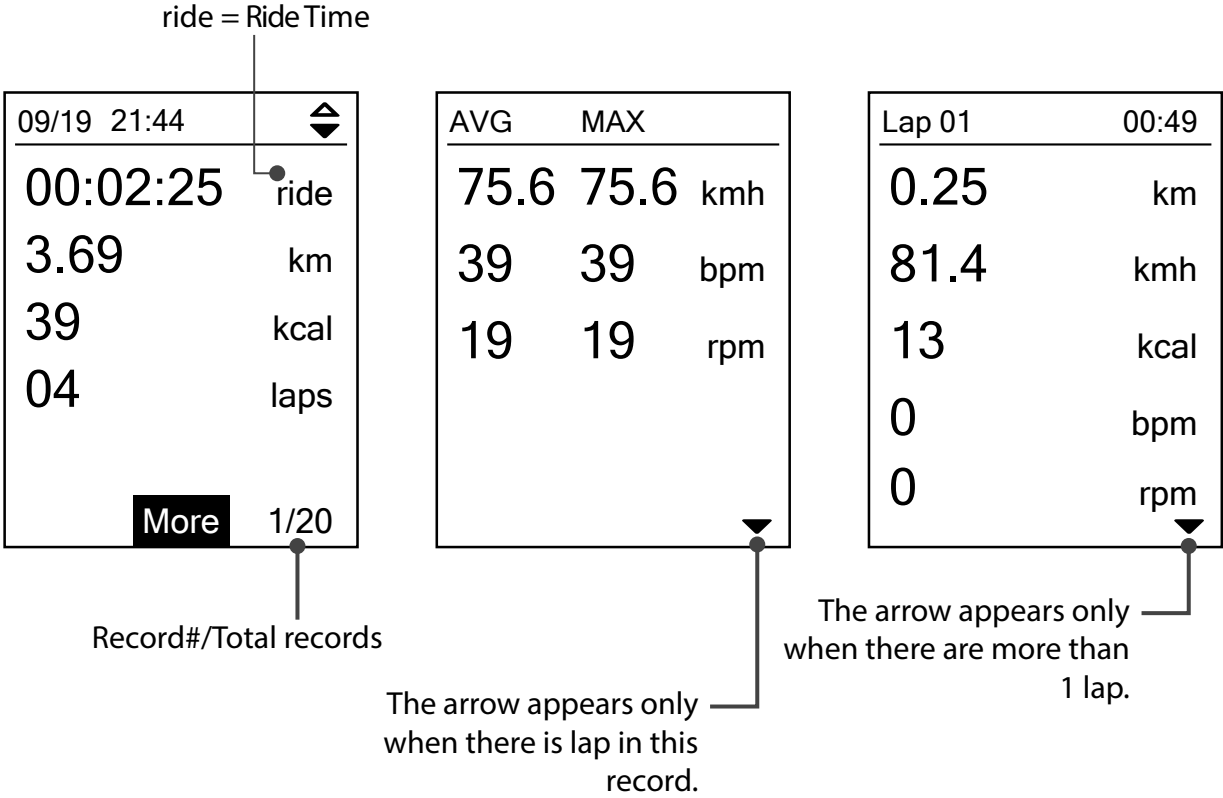 ride = Ride Time
09/19 21:44
00:02:25 ride
3.69 km
39 kcal
04 laps
More 1/20
Record#/Total records
AVG MAX
75.6 75.6 kmh
39 39 bpm
19 19 rpm
The arrow appears only
when there is lap in this
record.
Lap 01 00:49
0.25 km
81.4 kmh
13 kcal
0 bpm
0 rpm
The arrow appears only
when there are more than
1 lap.